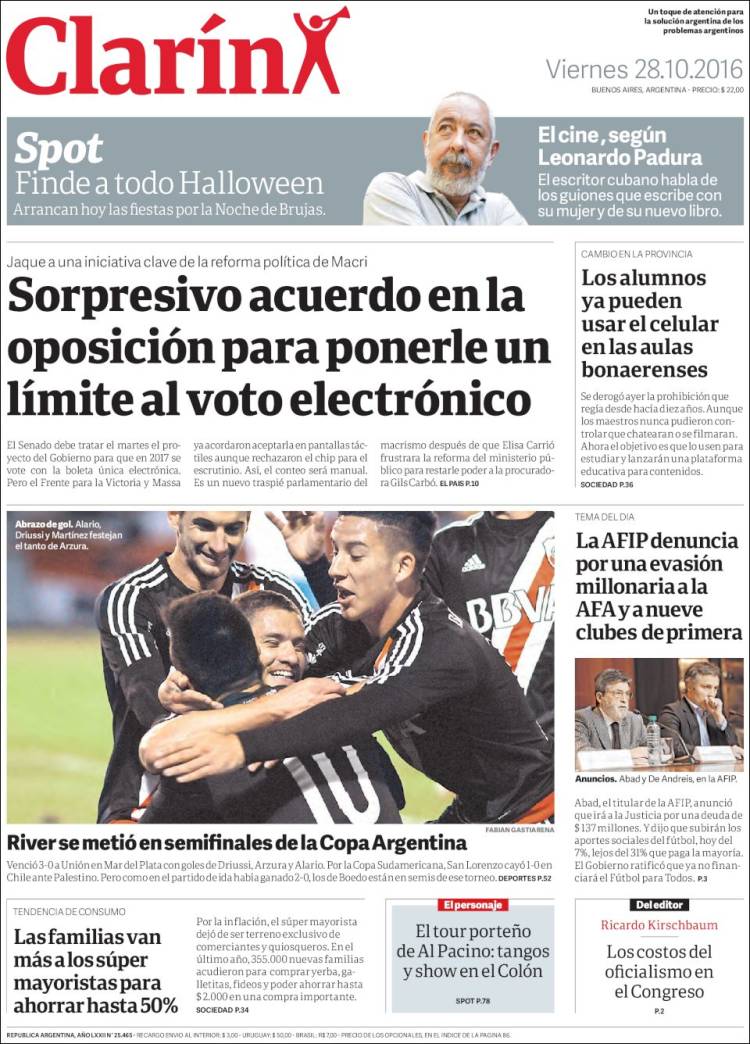 Clarín
Un toque de atención para
la solución argentina de los
problemas argentinos
Viernes 28.10.2016
BUENOS AIRES, ARGENTINA - PRECIO: $ 22,00
Spot
Finde a todo Halloween
Arrancan hoy las fiestas por la Noche de Brujas.
El cine, según
Leonardo Padura
El escritor cubano habla de
los guiones que escribe con
su mujer y de su nuevo libro.
Jaque a una iniciativa clave de la reforma política de Macri
Sorpresivo acuerdo en la
oposición para ponerle un
límite al voto electrónico
El Senado debe tratar el martes el pro-
yecto del Gobierno para que en 2017 se
vote con la boleta única electrónica.
Pero el Frente para la Victoria y Massa
ya acordaron aceptarla en pantallas tác-
tiles aunque rechazaron el chip para el
escrutinio. Así, el conteo será manual.
Es un nuevo traspié parlamentario del
macrismo después de que Elisa Carrió
frustrara la reforma del ministerio pú-
blico para restarle poder a la procurado-
ra Gils Carbó. EL PAIS P.10
CAMBIO EN LA PROVINCIA
Los alumnos
ya pueden
usar el celular
en las aulas
bonaerenses
Se derogó ayer la prohibición que
regía desde hacía diez años. Aunque
los maestros nunca pudieron con-
trolar que chatearan o se filmaran.
Ahora el objetivo es que lo usen para
estudiar y lanzarán una plataforma
educativa para contenidos.
SOCIEDAD P.36
Abrazo de gol. Alario,
Driussi y Martínez festejan
el tanto de Arzura.
BBVA
BBVA
10
FABIAN GASTIARENA
River se metió en semifinales de la Copa Argentina
Venció 3-0 a Unión en Mar del Plata con goles de Driussi, Arzura y Alario. Por la Copa Sudamericana, San Lorenzo cayó 1-0 en
Chile ante Palestino. Pero como en el partido de ida había ganado 2-0, los de Boedo están en semis de ese torneo. DEPORTES P.52
TEMA DEL DIA
La AFIP denuncia
por una evasión
millonaria a la
AFA y a nueve
clubes de primera
Anuncios. Abad y De Andreis, en la AFIP.
Abad, el titular de la AFIP, anunció
que irá a la Justicia por una deuda de
$ 137 millones. Y dijo que subirán los
aportes sociales del fútbol, hoy del
7%, lejos del 31% que paga la mayoría.
El Gobierno ratificó que ya no finan-
ciará el Fútbol para Todos. P.3
TENDENCIA DE CONSUMO
Las familias van
más a los súper
mayoristas para
ahorrar hasta 50%
Por la inflación, el súper mayorista
dejó de ser terreno exclusivo de
comerciantes y quiosqueros. En el
último año, 355.000 nuevas familias
acudieron para comprar yerba, ga-
lletitas, fideos y poder ahorrar hasta
$ 2.000 en una compra importante.
SOCIEDAD P.34
El personaje
El tour porteño
de Al Pacino: tangos
y show en el Colón
SPOT P.78
Del editor
Ricardo Kirschbaum
Los costos del
oficialismo en
el Congreso
P.2
REPUBLICA ARGENTINA, AÑO LXXII N° 25.465 - RECARGO ENVIO AL INTERIOR: $ 3,00 - URUGUAY: $ 50,00 - BRASIL: R$ 7,00 - PRECIO DE LOS OPCIONALES, EN EL INDICE DE LA PAGINA 86.